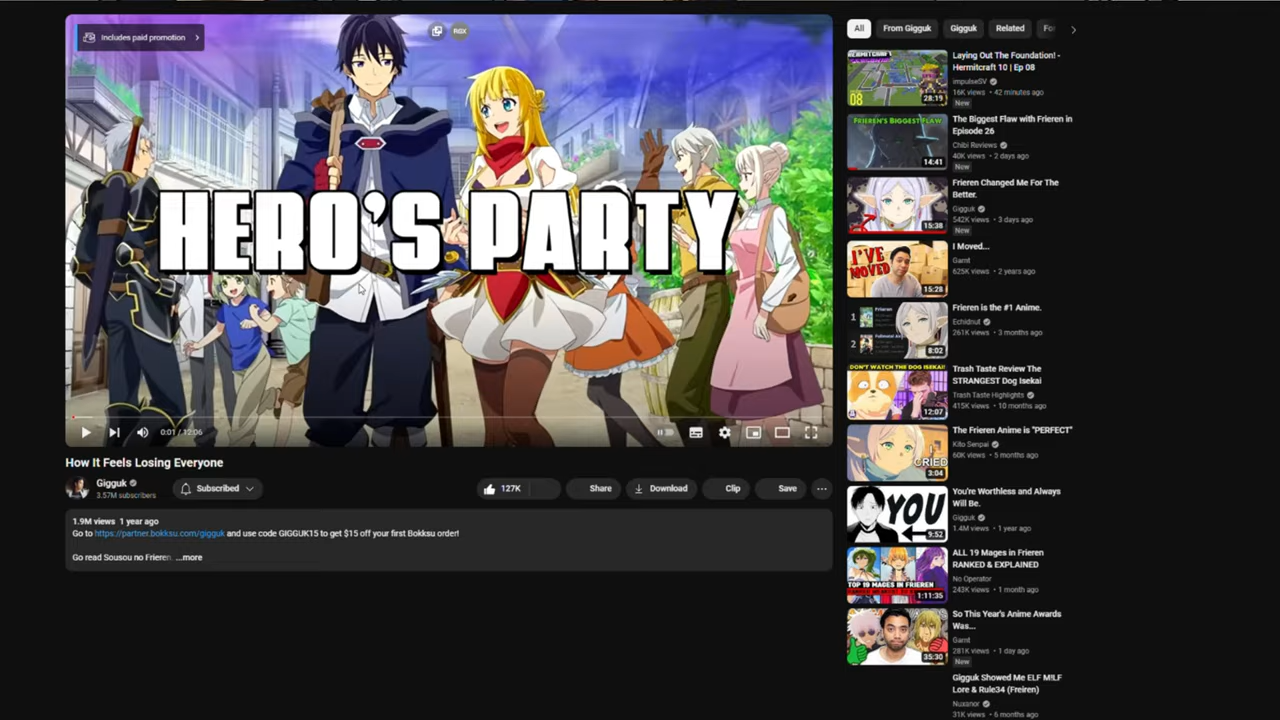 Includes paid promotion
RGX
HERO'S PARTY
0:01 / 12:06
How It Feels Losing Everyone
Gigguk
3.57M subscribers
Subscribed
127K
Share
Download
Clip
Save
1.9M views 1 year ago
Go to https://partner.bokksu.com/gigguk and use code GIGGUK15 to get $15 off your first Bokksu order!
Go read Sousou no Frieren ...more
All
From Gigguk
Gigguk
Related
Fo
HERMITCRAFT
08
28:19
Laying Out The Foundation! -
Hermitcraft 10 | Ep 08
impulseSV
16K views • 42 minutes ago
New
FRIEREN'S BIGGEST FLAW
14:41
The Biggest Flaw with Frieren in
Episode 26
Chibi Reviews
40K views • 2 days ago
New
15:38
Frieren Changed Me For The
Better.
Gigguk
542K views • 3 days ago
New
I'VE
MOVED
15:28
I Moved...
Garnt
625K views • 2 years ago
1 Frieren
2
8:02
Frieren is the #1 Anime.
Echidnut
261K views • 3 months ago
DON'T WATCH THE DOG ISEKAI!
12:07
Trash Taste Review The
STRANGEST Dog Isekai
Trash Taste Highlights
415K views • 10 months ago
I
CRIED
3:04
The Frieren Anime is "PERFECT"
Kito Senpai
60K views • 5 months ago
YOU
9:52
You're Worthless and Always
Will Be.
Gigguk
1.4M views • 1 year ago
TOP 19 MAGES IN FRIEREN
1:11:35
ALL 19 Mages in Frieren
RANKED & EXPLAINED
No Operator
243K views • 1 month ago
35:30
So This Year's Anime Awards
Was...
Garnt
281K views • 1 day ago
New
Gigguk Showed Me ELF M!LF
Lore & Rule34 (Freiren)
Nuxanor
31K views • 6 months ago